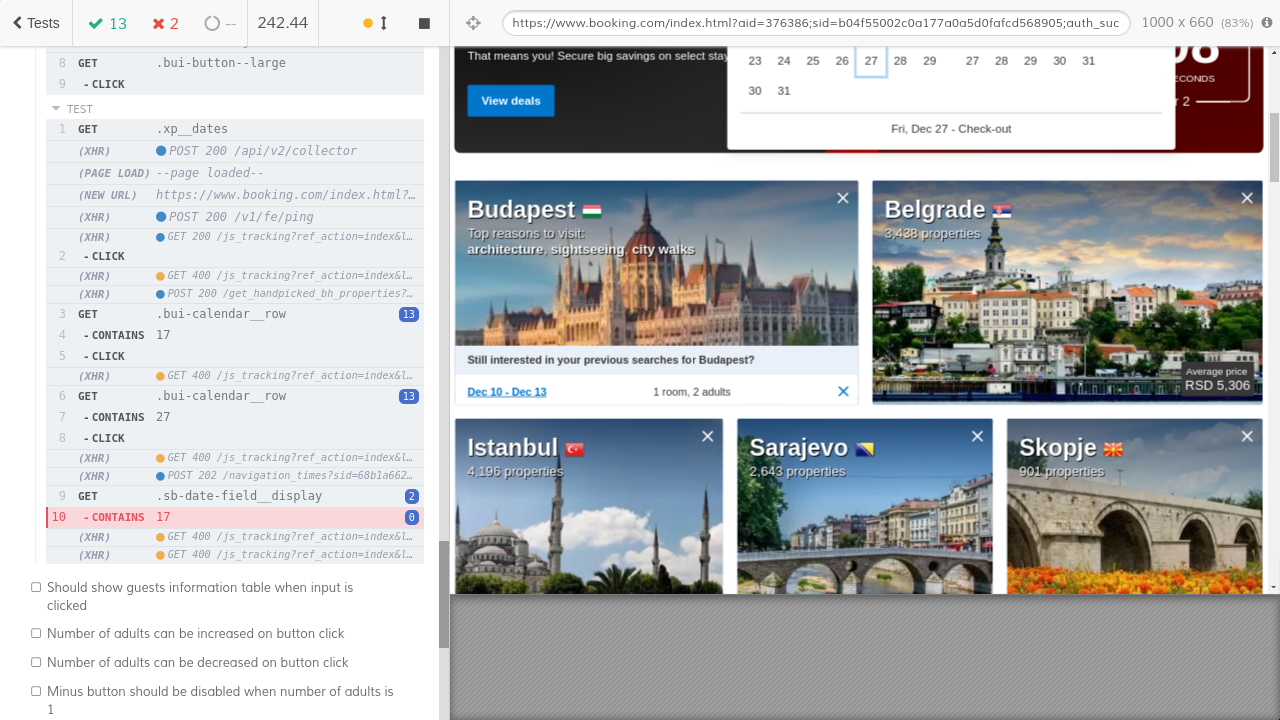 Tests
13
2
--
242.44
https://www.booking.com/index.html?aid=376386;sid=b04f55002c0a177a0a5d0fafcd568905;auth_suc
1000 x 660 (83%)
8 GET .bui-button--large
9 - CLICK
TEST
1 GET .xp__dates
(XHR) POST 200 /api/v2/collector
(PAGE LOAD) --page loaded--
(NEW URL) https://www.booking.com/index.html?…
(XHR) POST 200 /v1/fe/ping
(XHR) GET 400 /js_tracking?ref_action=index&l…
2 - CLICK
(XHR) GET 400 /js_tracking?ref_action=index&l…
(XHR) POST 200 /get_handpicked_bh_properties?…
3 GET .bui-calendar__row 13
4 - CONTAINS 17
5 - CLICK
(XHR) GET 400 /js_tracking?ref_action=index&l…
6 GET .bui-calendar__row 13
7 - CONTAINS 27
8 - CLICK
(XHR) GET 400 /js_tracking?ref_action=index&l…
(XHR) POST 202 /navigation_times?sid=68b1a662…
9 GET .sb-date-field__display 2
10 - CONTAINS 17 0
(XHR) GET 400 /js_tracking?ref_action=index&l…
(XHR) GET 400 /js_tracking?ref_action=index&l…
Should show guests information table when input is
clicked
Number of adults can be increased on button click
Number of adults can be decreased on button click
Minus button should be disabled when number of adults is
1
That means you! Secure big savings on select stay
View deals
23 24 25 26 27 28 29 27 28 29 30 31
30 31
Fri, Dec 27 - Check-out
ECONDS
r 2
Budapest
Top reasons to visit:
architecture, sightseeing, city walks
Still interested in your previous searches for Budapest?
Dec 10 - Dec 13 1 room, 2 adults
Belgrade
3,438 properties
Average price
RSD 5,306
Istanbul
4,196 properties
Sarajevo
2,643 properties
Skopje
901 properties